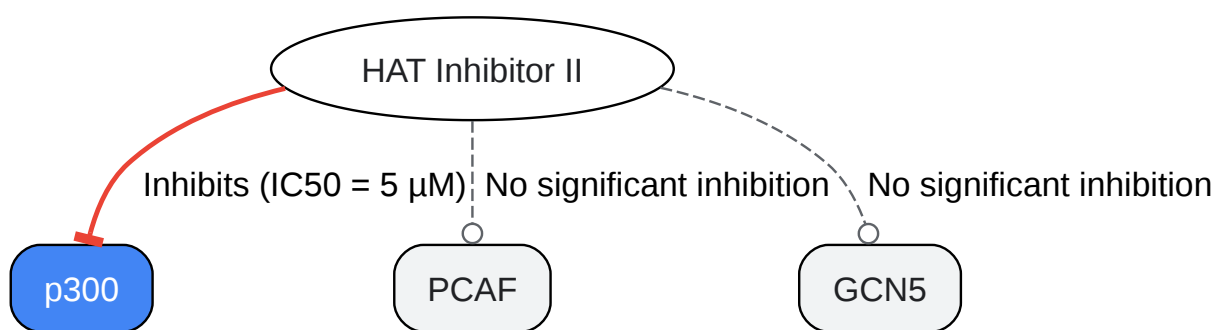 HAT Inhibitor II
Inhibits (IC50 = 5 µM)
No significant inhibition
No significant inhibition
p300
PCAF
GCN5